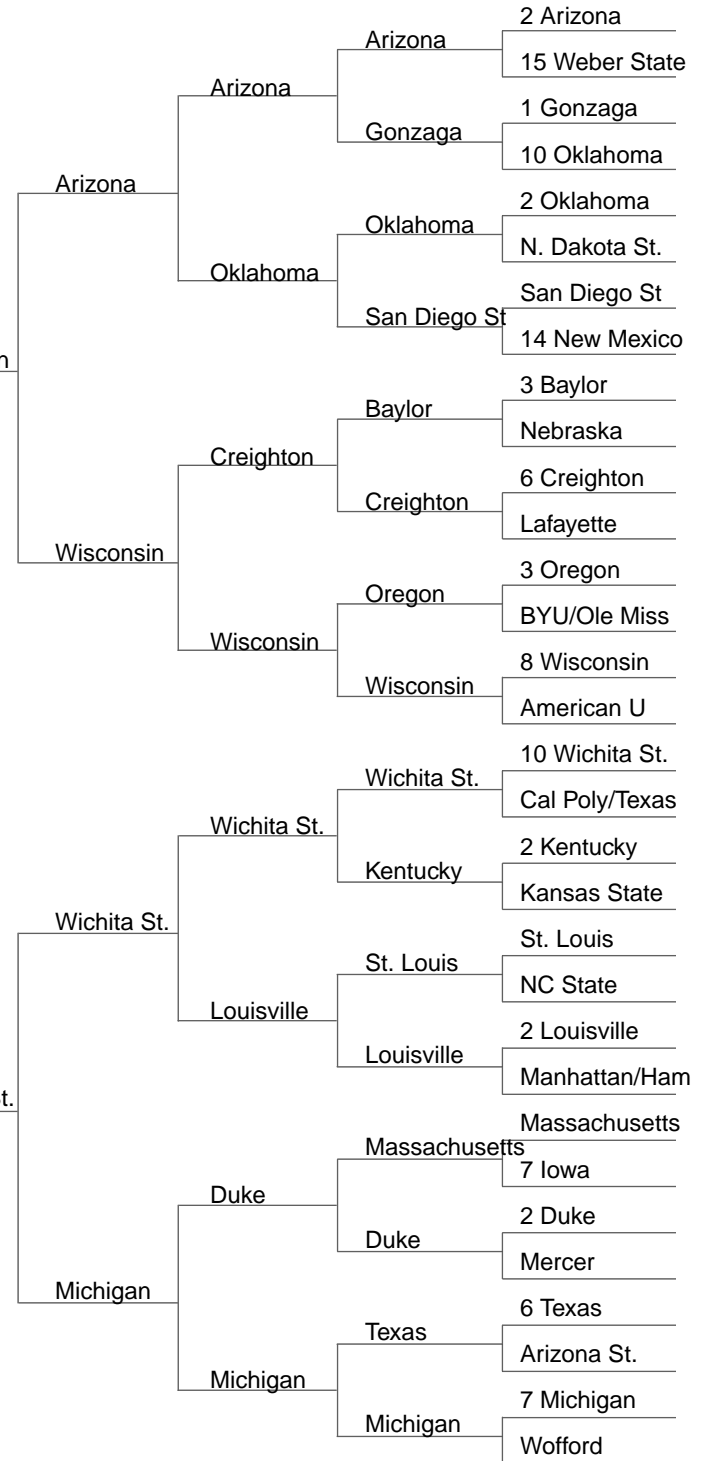 2 Arizona
Arizona
15 Weber State
Arizona
1 Gonzaga
Gonzaga
10 Oklahoma
Arizona
2 Oklahoma
Oklahoma
N. Dakota St.
Oklahoma
San Diego St
San Diego St
14 New Mexico
n
3 Baylor
Baylor
Nebraska
Creighton
6 Creighton
Creighton
Lafayette
Wisconsin
3 Oregon
Oregon
BYU/Ole Miss
Wisconsin
8 Wisconsin
Wisconsin
American U
10 Wichita St.
Wichita St.
Cal Poly/Texas
Wichita St.
2 Kentucky
Kentucky
Kansas State
Wichita St.
St. Louis
St. Louis
NC State
Louisville
2 Louisville
Louisville
Manhattan/Ham
t.
Massachusetts
Massachusetts
7 Iowa
Duke
2 Duke
Duke
Mercer
Michigan
6 Texas
Texas
Arizona St.
Michigan
7 Michigan
Michigan
Wofford